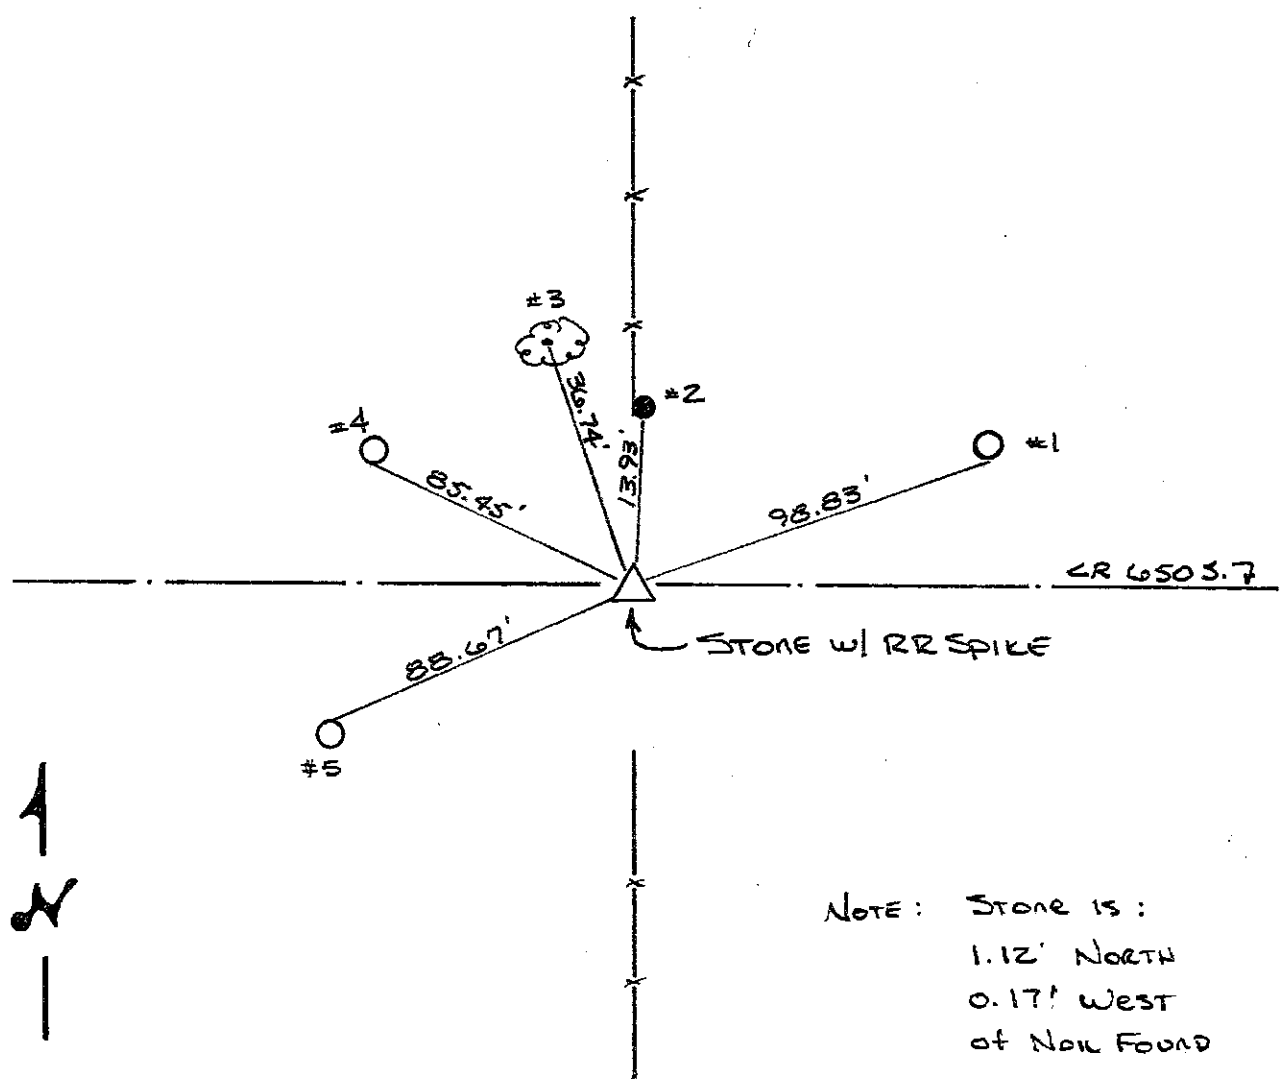 #3
#2
#4
#1
36.74'
13.93'
85.45'
98.83'
CR 650 S.7
STONE W/ RR SPIKE
88.67'
#5
N
NOTE: STONE IS:
1.12' NORTH
0.17' WEST
of NAIL FOUND